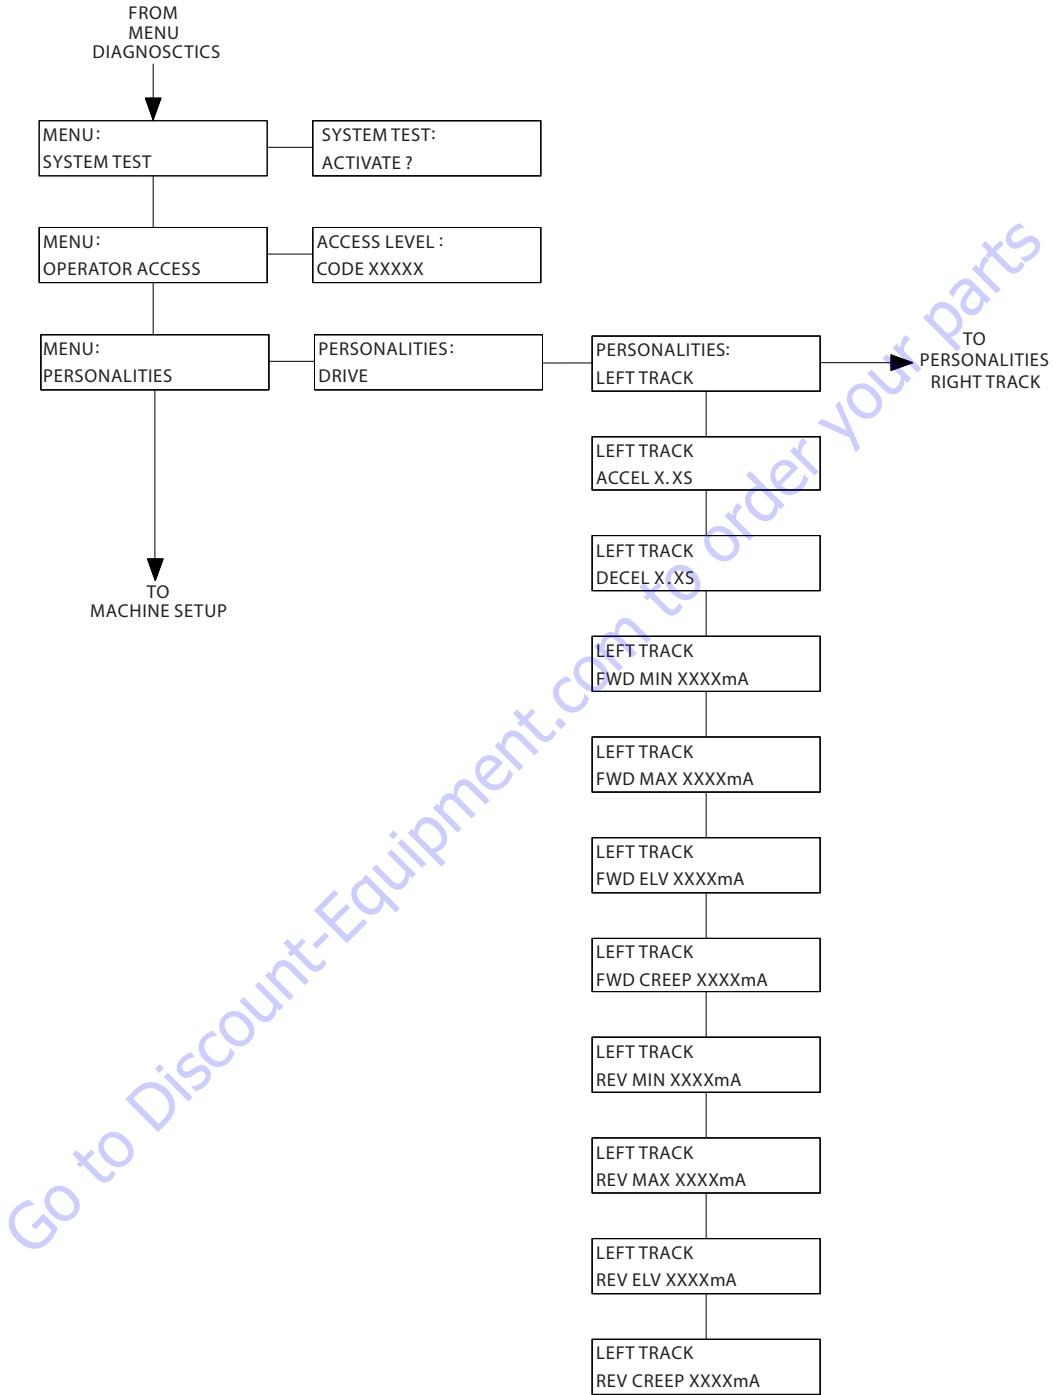 FROM
MENU
DIAGNOSCTICS
MENU:
SYSTEM TEST
SYSTEM TEST:
ACTIVATE ?
MENU:
OPERATOR ACCESS
ACCESS LEVEL :
CODE XXXXX
MENU:
PERSONALITIES
PERSONALITIES:
DRIVE
PERSONALITIES:
LEFT TRACK
TO
PERSONALITIES
RIGHT TRACK
LEFT TRACK
ACCEL X.XS
LEFT TRACK
DECEL X.XS
TO
MACHINE SETUP
LEFT TRACK
FWD MIN XXXXmA
LEFT TRACK
FWD MAX XXXXmA
LEFT TRACK
FWD ELV XXXXmA
LEFT TRACK
FWD CREEP XXXXmA
LEFT TRACK
REV MIN XXXXmA
LEFT TRACK
REV MAX XXXXmA
LEFT TRACK
REV ELV XXXXmA
LEFT TRACK
REV CREEP XXXXmA
Go to Discount-Equipment.com to order your parts